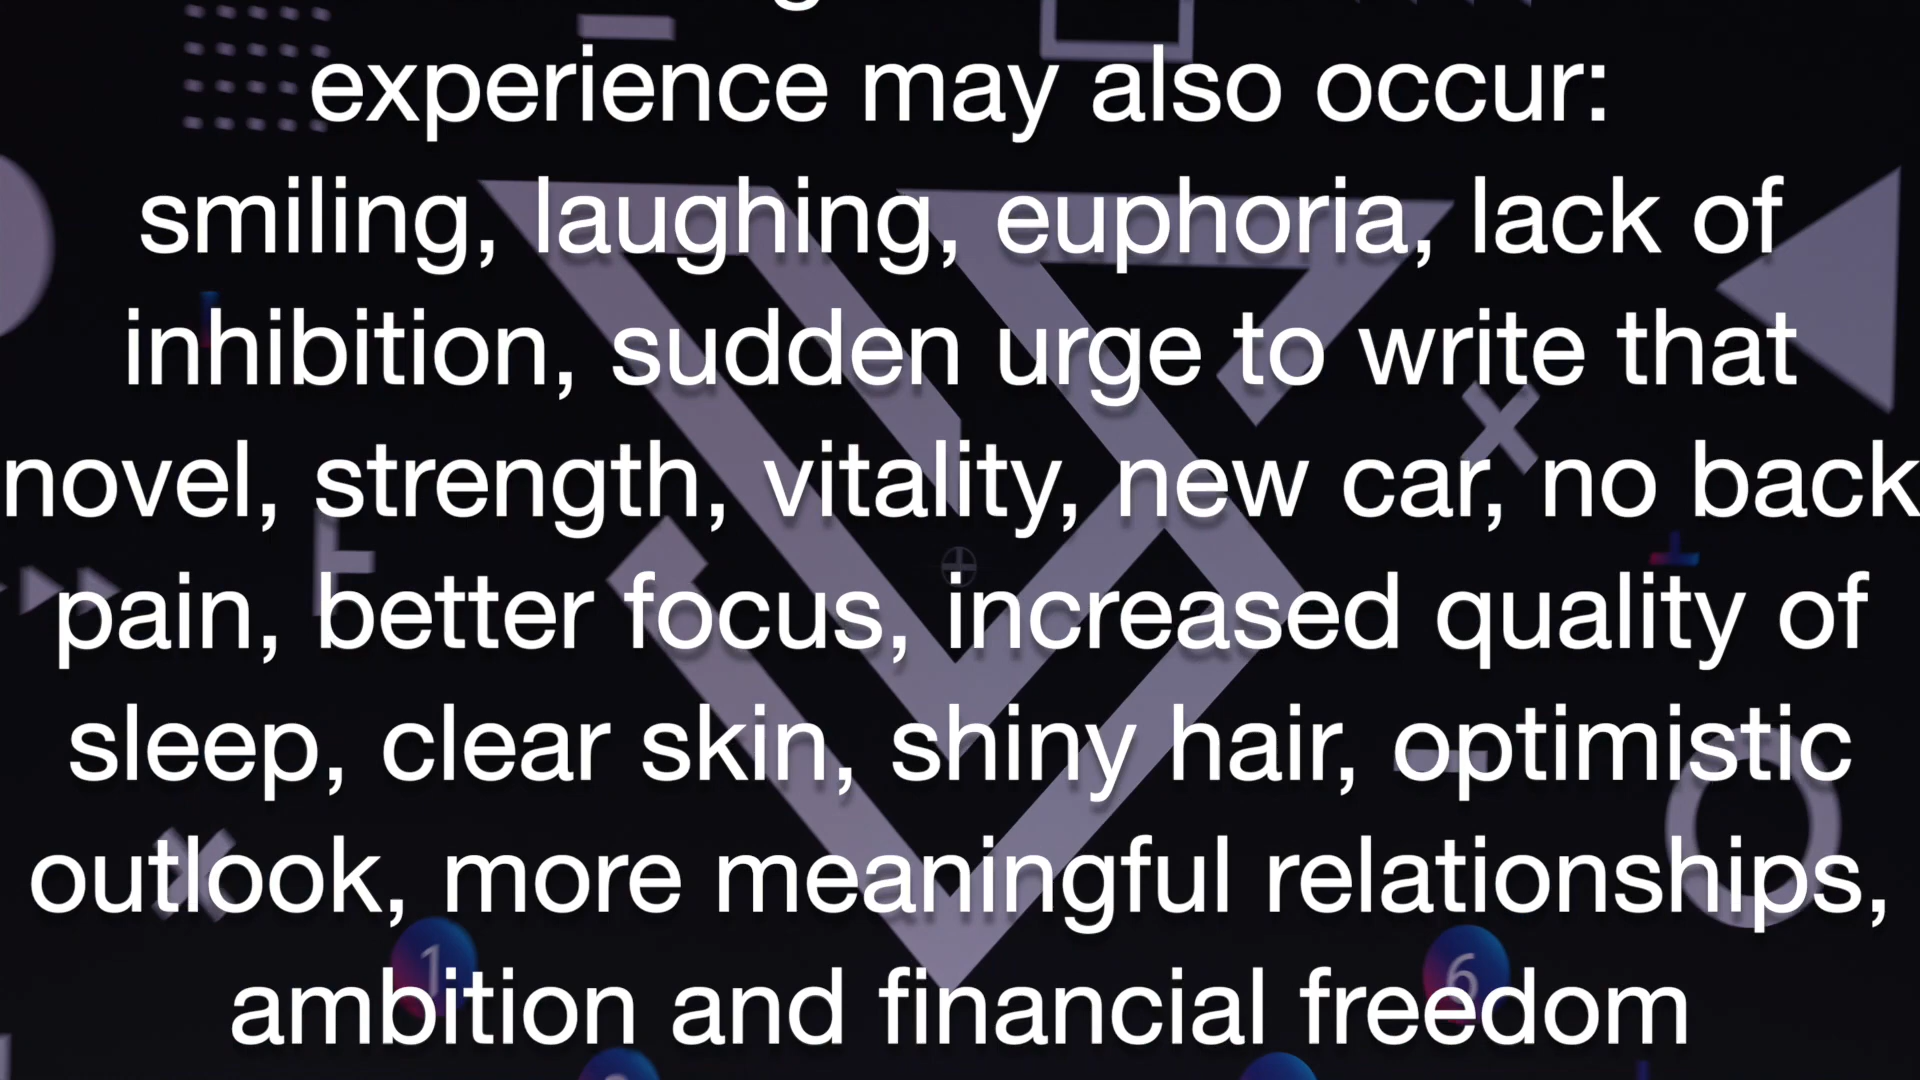 experience may also occur:
smiling, laughing, euphoria, lack of
inhibition, sudden urge to write that
novel, strength, vitality, new car, no back
pain, better focus, increased quality of
sleep, clear skin, shiny hair, optimistic
outlook, more meaningful relationships,
1
6
ambition and financial freedom